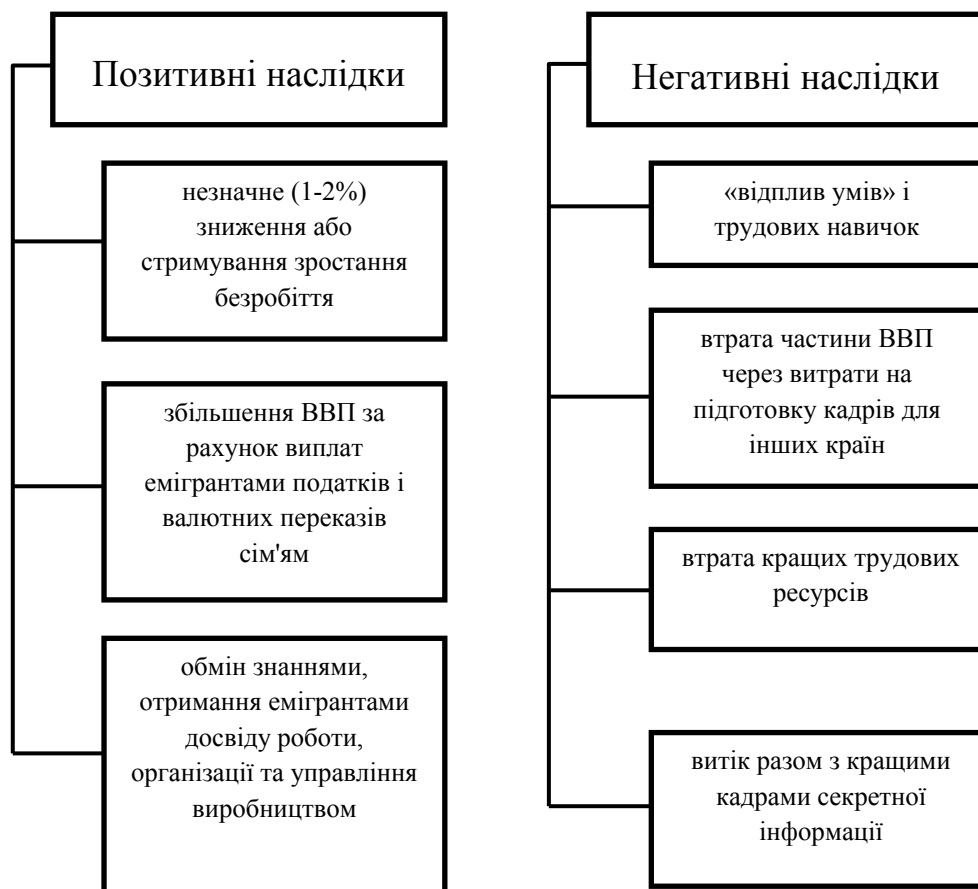 Позитивні наслідки
незначне (1-2%)
зниження або
стримування зростання
безробіття
збільшення ВВП за
рахунок виплат
емігрантами податків і
валютних переказів
сім'ям
обмін знаннями,
отримання емігрантами
досвіду роботи,
організації та управління
виробництвом
Негативні наслідки
«відплив умів» і
трудових навичок
втрата частини ВВП
через витрати на
підготовку кадрів для
інших країн
втрата кращих трудових
ресурсів
витік разом з кращими
кадрами секретної
інформації